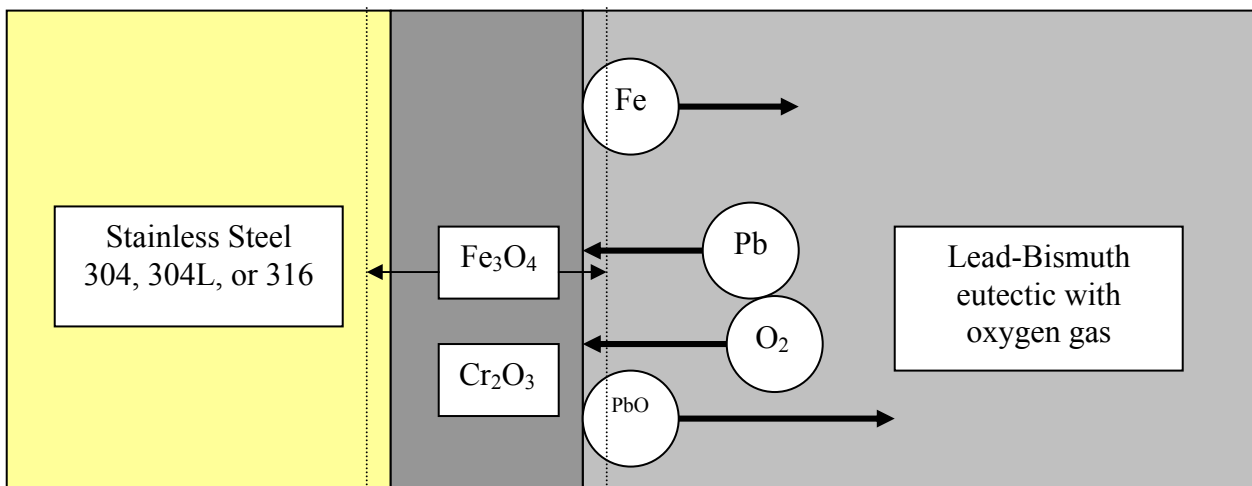 Stainless Steel
304, 304L, or 316
Fe₃O₄
Cr₂O₃
Fe
Pb
O₂
PbO
Lead-Bismuth
eutectic with
oxygen gas